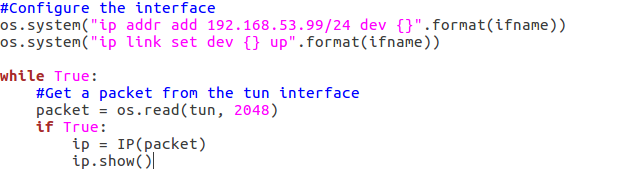 #Configure the interface
os.system("ip addr add 192.168.53.99/24 dev {}".format(ifname))
os.system("ip link set dev {} up".format(ifname))

while True:
    #Get a packet from the tun interface
    packet = os.read(tun, 2048)
    if True:
        ip = IP(packet)
        ip.show()